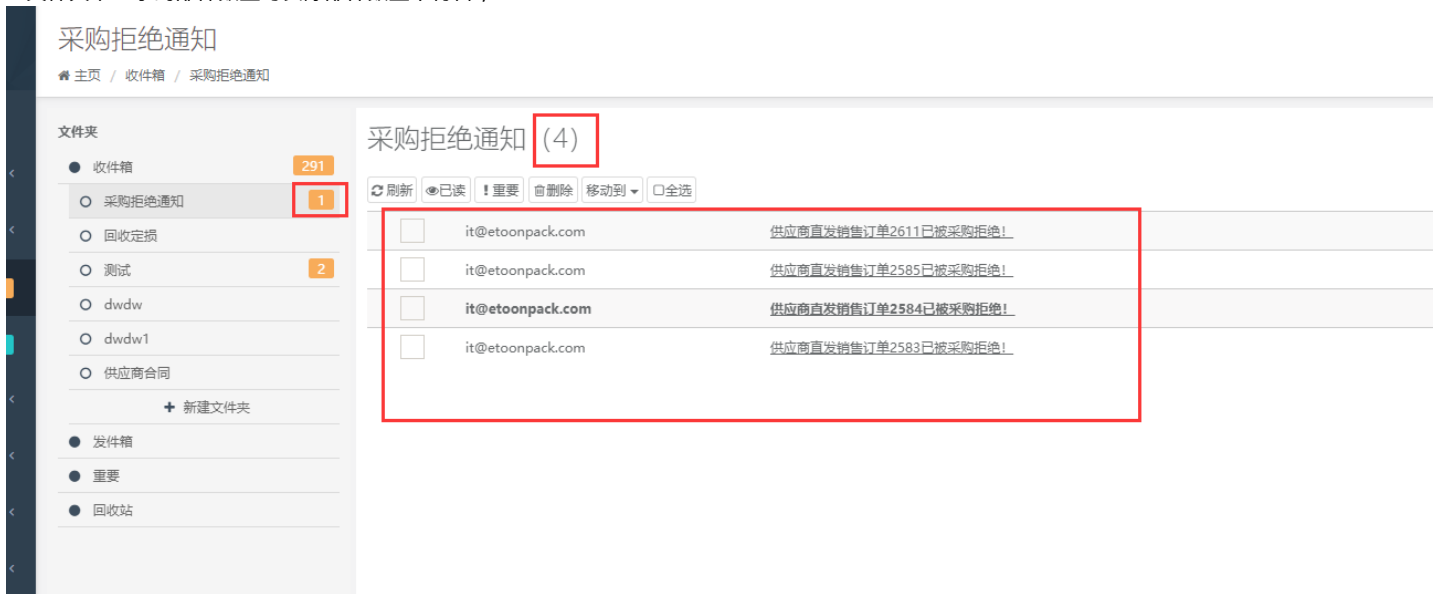 采购拒绝通知
主页 / 收件箱 / 采购拒绝通知
文件夹
收件箱 291
采购拒绝通知 1
回收定损
测试 2
dwdw
dwdw1
供应商合同
新建文件夹
发件箱
重要
回收站
采购拒绝通知 (4)
刷新 已读 重要 删除 移动到 全选
it@etoonpack.com 供应商直发销售订单2611已被采购拒绝!
it@etoonpack.com 供应商直发销售订单2585已被采购拒绝!
it@etoonpack.com 供应商直发销售订单2584已被采购拒绝!
it@etoonpack.com 供应商直发销售订单2583已被采购拒绝!